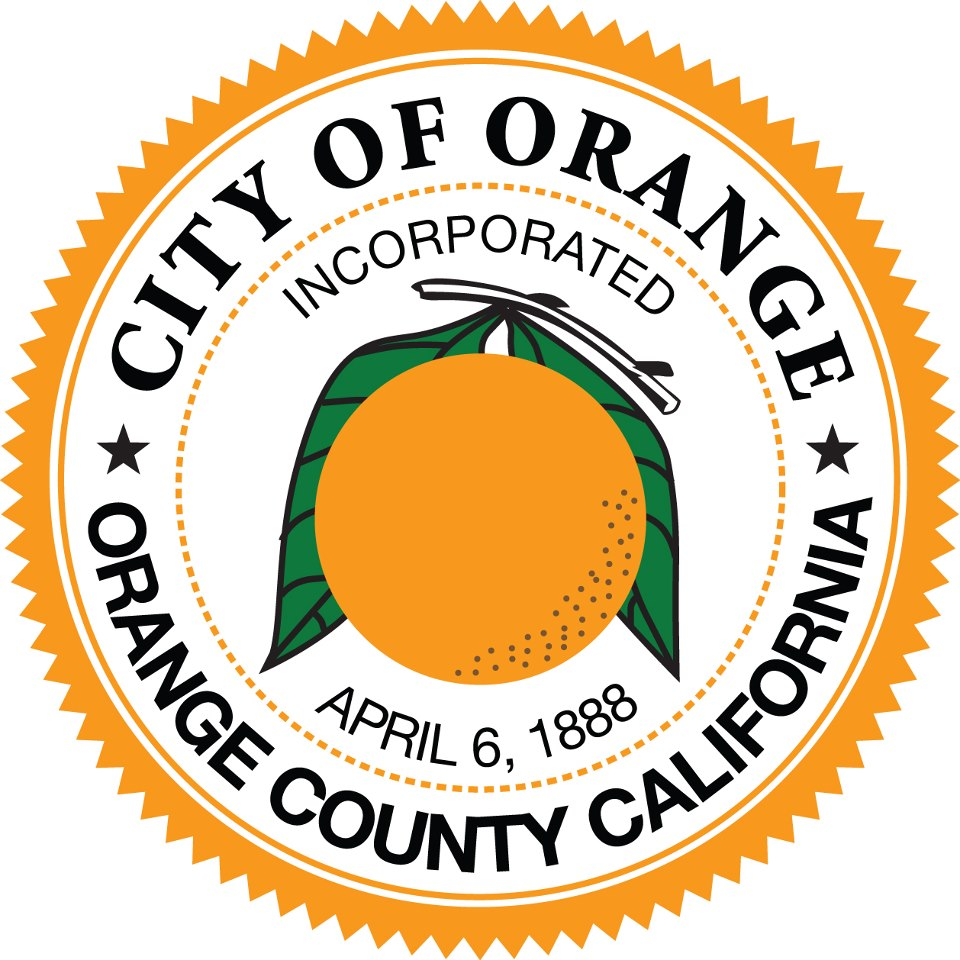 CITY OF ORANGE
INCORPORATED
APRIL 6, 1888
ORANGE COUNTY CALIFORNIA